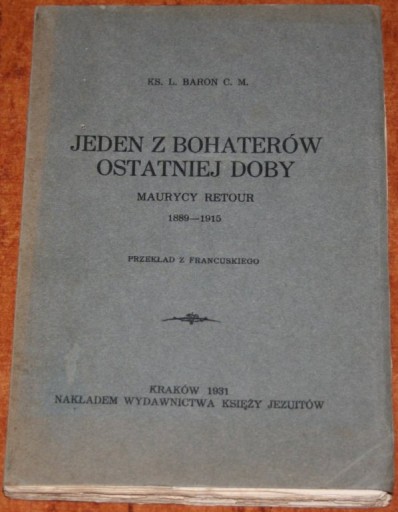 KS. L. BARON C. M.
JEDEN Z BOHATERÓW
OSTATNIEJ DOBY
MAURYCY RETOUR
1889—1915
PRZEKŁAD Z FRANCUSKIEGO
KRAKÓW 1931
NAKŁADEM WYDAWNICTWA KSIĘŻY JEZUITÓW